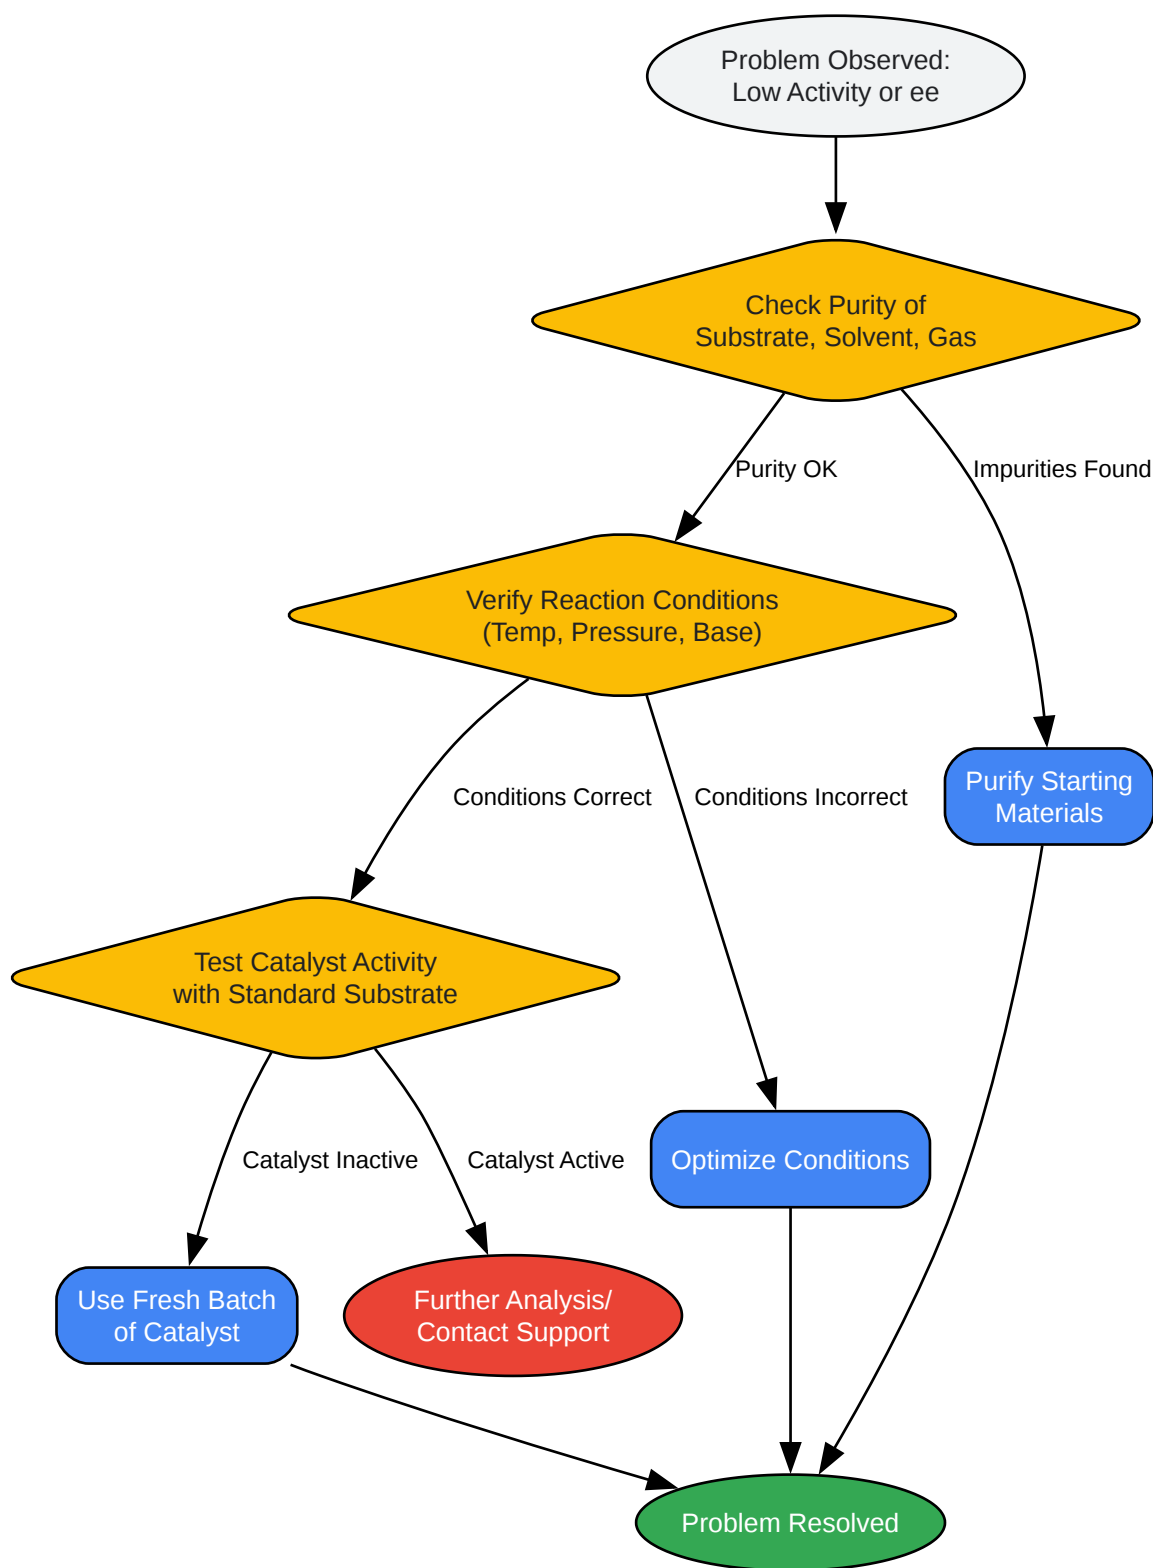 Problem Observed:
Low Activity or ee
Check Purity of
Substrate, Solvent, Gas
Purity OK
Impurities Found
Verify Reaction Conditions
(Temp, Pressure, Base)
Purify Starting
Materials
Conditions Correct
Conditions Incorrect
Test Catalyst Activity
with Standard Substrate
Catalyst Inactive
Catalyst Active
Optimize Conditions
Use Fresh Batch
of Catalyst
Further Analysis/
Contact Support
Problem Resolved